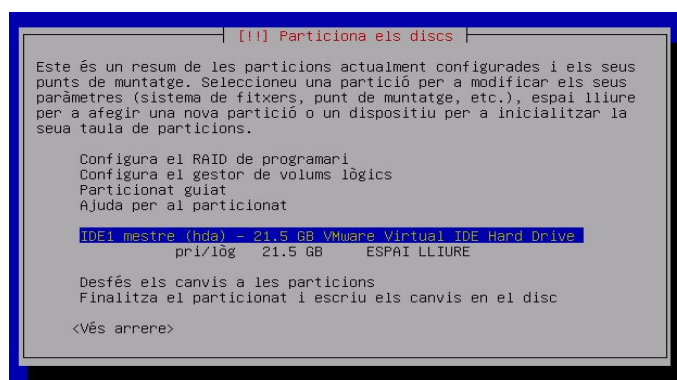 [!!] Particiona els discs
Este és un resum de les particions actualment configurades i els seus
punts de muntatge. Seleccioneu una partició per a modificar els seus
paràmetres (sistema de fitxers, punt de muntatge, etc.), espai lliure
per a afegir una nova partició o un dispositiu per a inicialitzar la
seua taula de particions.
Configura el RAID de programari
Configura el gestor de volums lògics
Particionat guiat
Ajuda per al particionat
IDE1 mestre (hda) - 21.5 GB VMware Virtual IDE Hard Drive
pri/lòg 21.5 GB ESPAI LLIURE
Desfés els canvis a les particions
Finalitza el particionat i escriu els canvis en el disc
<Vés arrere>